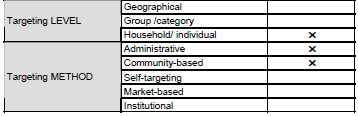 Geographical
Targeting LEVEL
Group /category
Household/ individual ×
Administrative ×
Community-based ×
Targeting METHOD
Self-targeting
Market-based
Institutional